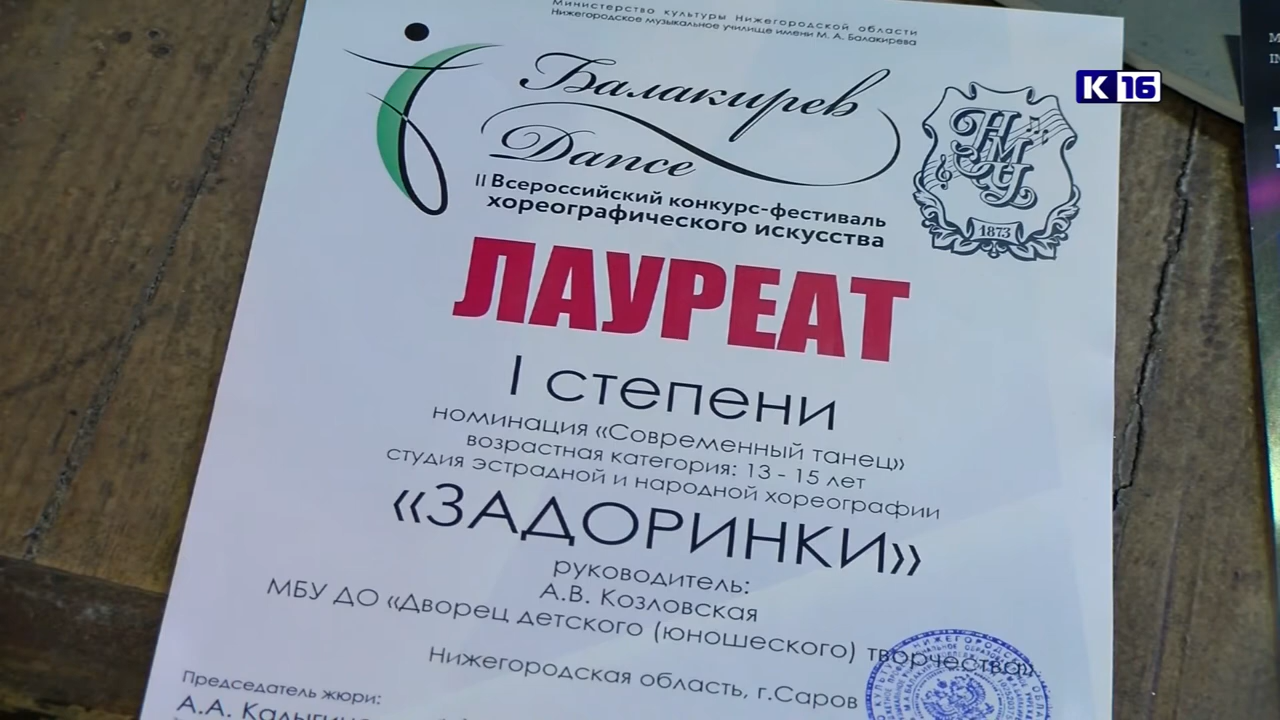 Министерство культуры Нижегородской области
Нижегородское музыкальное училище имени М. А. Балакирева
Балакирев
Dance
II Всероссийский конкурс-фестиваль
хореографического искусства
НМУ
1873
К 16
ЛАУРЕАТ
I степени
номинация «Современный танец»
возрастная категория: 13 - 15 лет
студия эстрадной и народной хореографии
«ЗАДОРИНКИ»
руководитель:
А.В. Козловская
МБУ ДО «Дворец детского (юношеского) творчества»
Нижегородская область, г.Саров
Председатель жюри:
А.А.